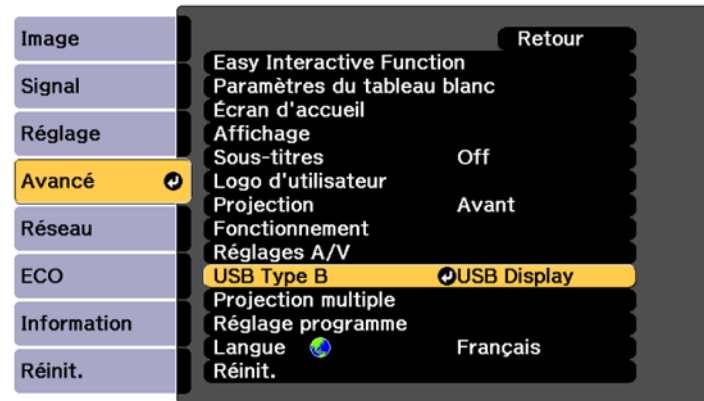 Image
Signal
Réglage
Avancé
Réseau
ECO
Information
Réinit.
Retour
Easy Interactive Function
Paramètres du tableau blanc
Écran d'accueil
Affichage
Sous-titres Off
Logo d'utilisateur
Projection Avant
Fonctionnement
Réglages A/V
USB Type B USB Display
Projection multiple
Réglage programme
Langue Français
Réinit.